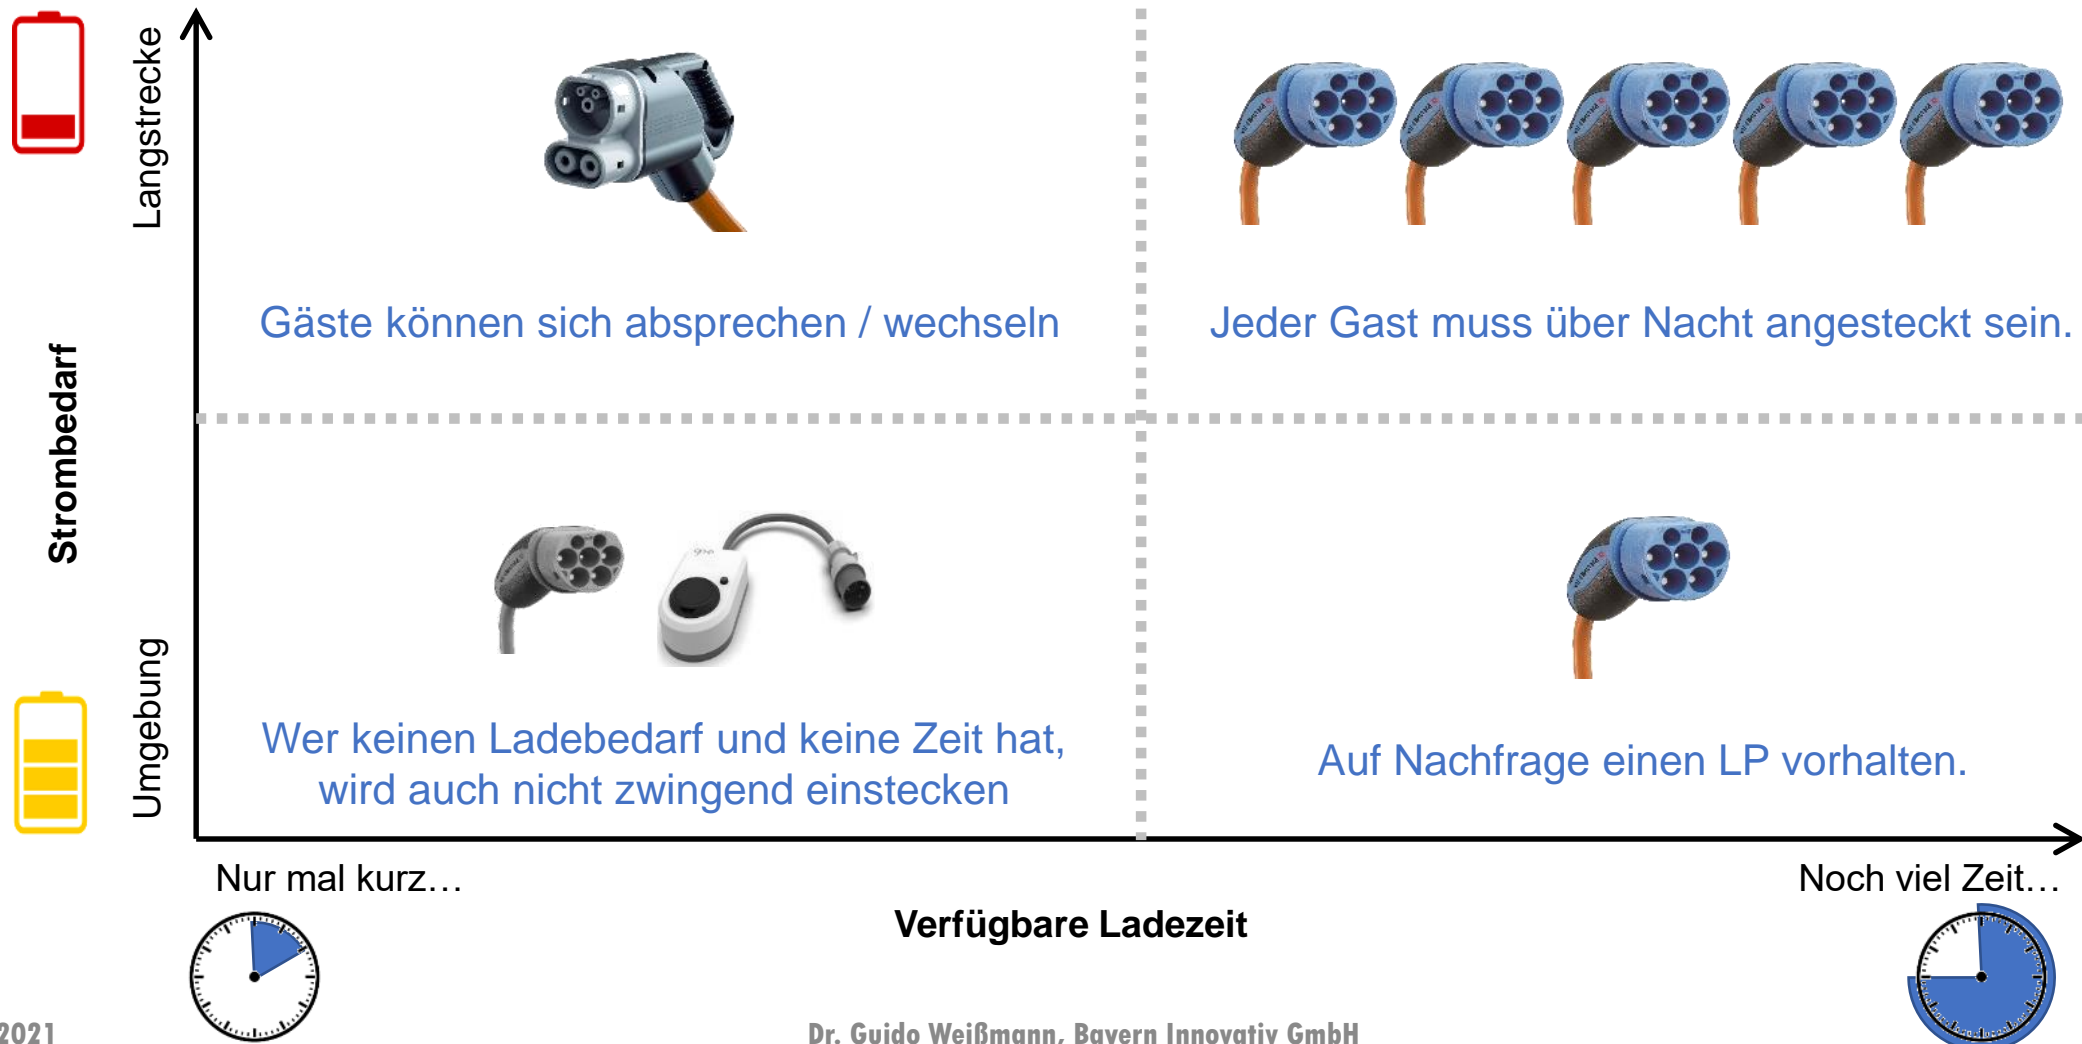 Langstrecke
Gäste können sich absprechen / wechseln
Jeder Gast muss über Nacht angesteckt sein.
Strombedarf
Umgebung
Wer keinen Ladebedarf und keine Zeit hat,
wird auch nicht zwingend einstecken
Auf Nachfrage einen LP vorhalten.
Nur mal kurz…
Noch viel Zeit…
Verfügbare Ladezeit
2021
Dr. Guido Weißmann, Bayern Innovativ GmbH